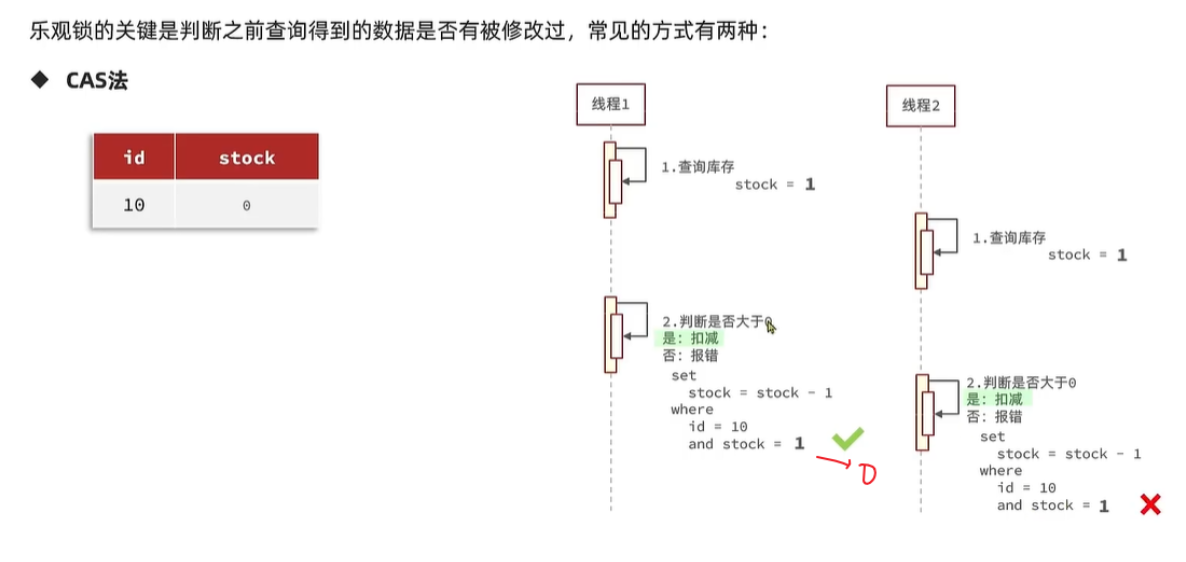 乐观锁的关键是判断之前查询得到的数据是否有被修改过，常见的方式有两种：
◆ CAS法
id stock
10 0
线程1
1.查询库存
stock = 1
2.判断是否大于0
是：扣减
否：报错
set
stock = stock - 1
where
id = 10
and stock = 1
0
线程2
1.查询库存
stock = 1
2.判断是否大于0
是：扣减
否：报错
set
stock = stock - 1
where
id = 10
and stock = 1